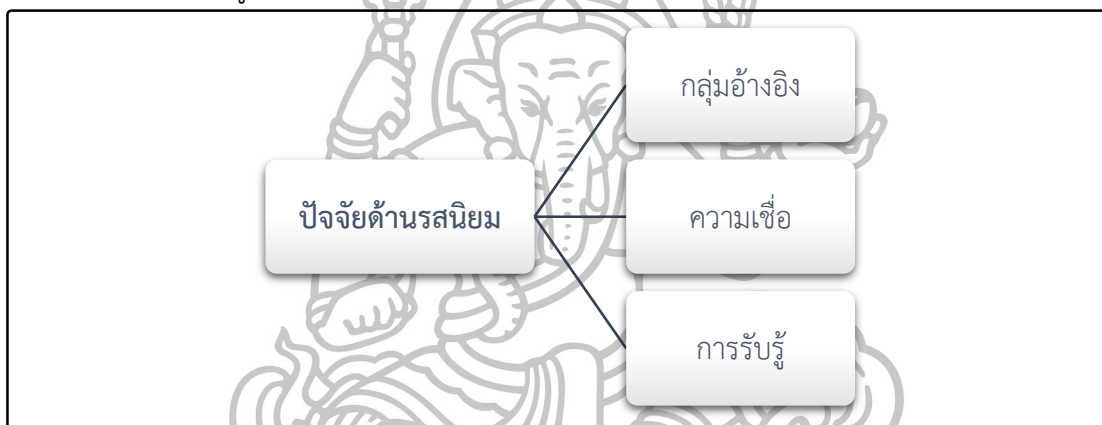 ปัจจัยด้านรสนิยม
กลุ่มอ้างอิง
ความเชื่อ
การรับรู้